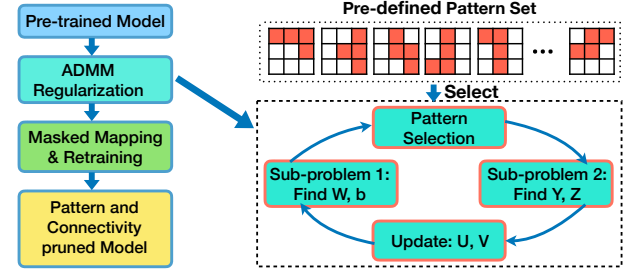 Pre-trained Model
ADMM
Regularization
Masked Mapping
& Retraining
Pattern and
Connectivity
pruned Model
Pre-defined Pattern Set
...
Select
Pattern
Selection
Sub-problem 1:
Find W, b
Sub-problem 2:
Find Y, Z
Update: U, V